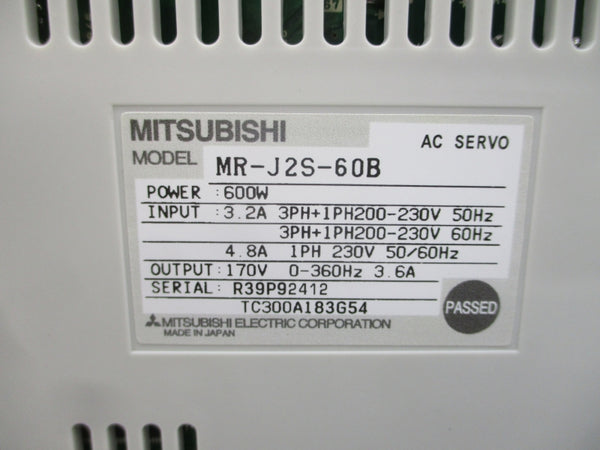 MITSUBISHI
AC SERVO
MODEL MR-J2S-60B
POWER :600W
INPUT :3.2A 3PH+1PH200-230V 50Hz
3PH+1PH200-230V 60Hz
4.8A 1PH 230V 50/60Hz
OUTPUT:170V 0-360Hz 3.6A
SERIAL: R39P92412
TC300A183G54
PASSED
MITSUBISHI ELECTRIC CORPORATION
MADE IN JAPAN